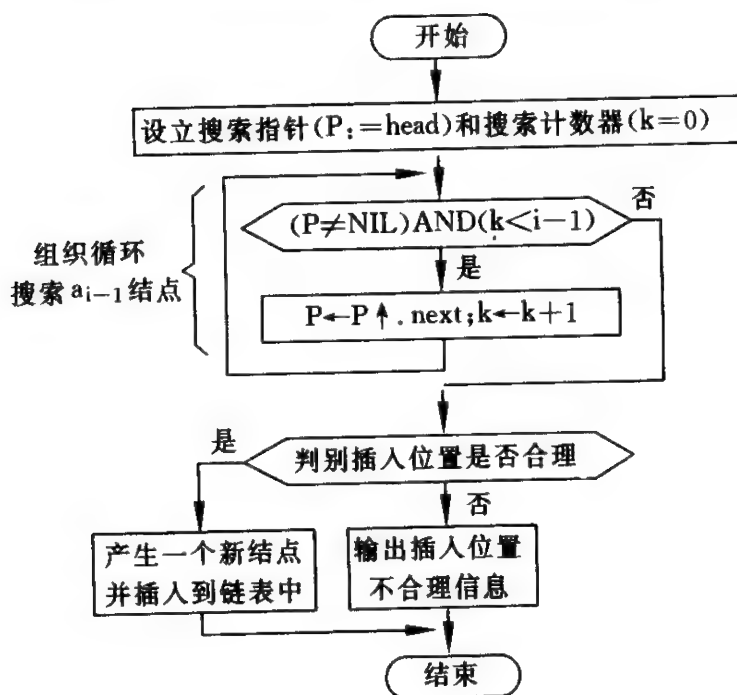 开始
设立搜索指针(P:=head)和搜索计数器(k=0)
否
(P≠NIL)AND(k<i-1)
组织循环
搜索 a_{i-1} 结点
是
P←P↑.next;k←k+1
是
判别插入位置是否合理
否
产生一个新结点
并插入到链表中
输出插入位置
不合理信息
结束